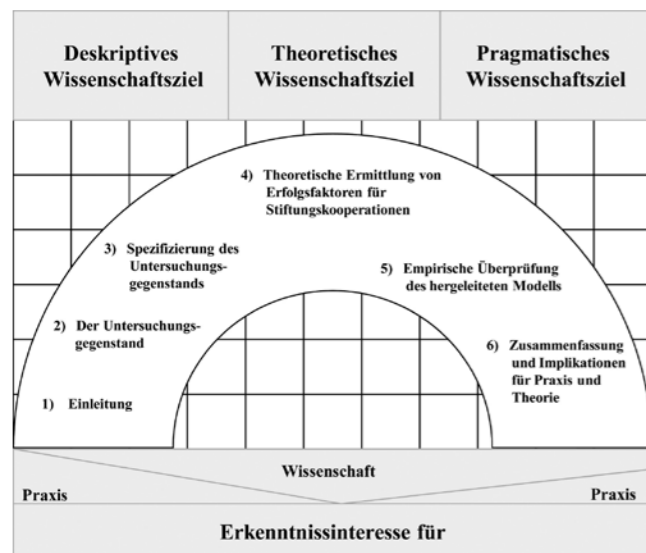 Deskriptives
Wissenschaftsziel
Theoretisches
Wissenschaftsziel
Pragmatisches
Wissenschaftsziel
4) Theoretische Ermittlung von
Erfolgsfaktoren für
Stiftungskooperationen
3) Spezifizierung des
Untersuchungs-
gegenstands
5) Empirische Überprüfung
des hergeleiteten Modells
2) Der Untersuchungs-
gegenstand
6) Zusammenfassung
und Implikationen
für Praxis und
Theorie
1) Einleitung
Wissenschaft
Praxis
Praxis
Erkenntnissinteresse für